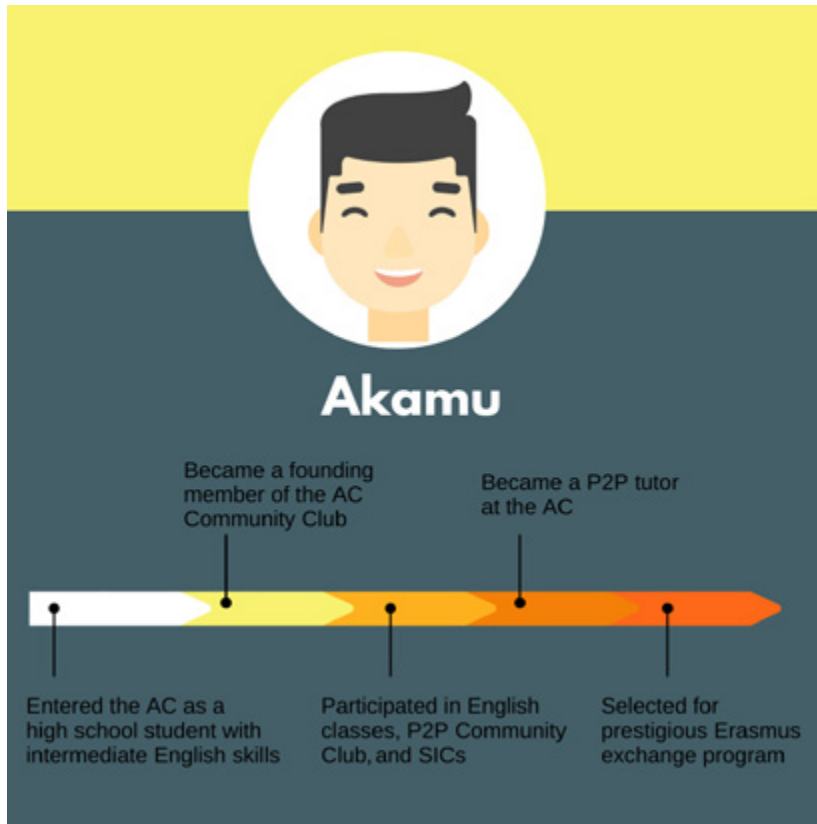 Akamu
Became a founding
member of the AC
Community Club
Became a P2P tutor
at the AC
Entered the AC as a
high school student with
intermediate English skills
Participated in English
classes, P2P Community
Club, and SICs
Selected for
prestigious Erasmus
exchange program